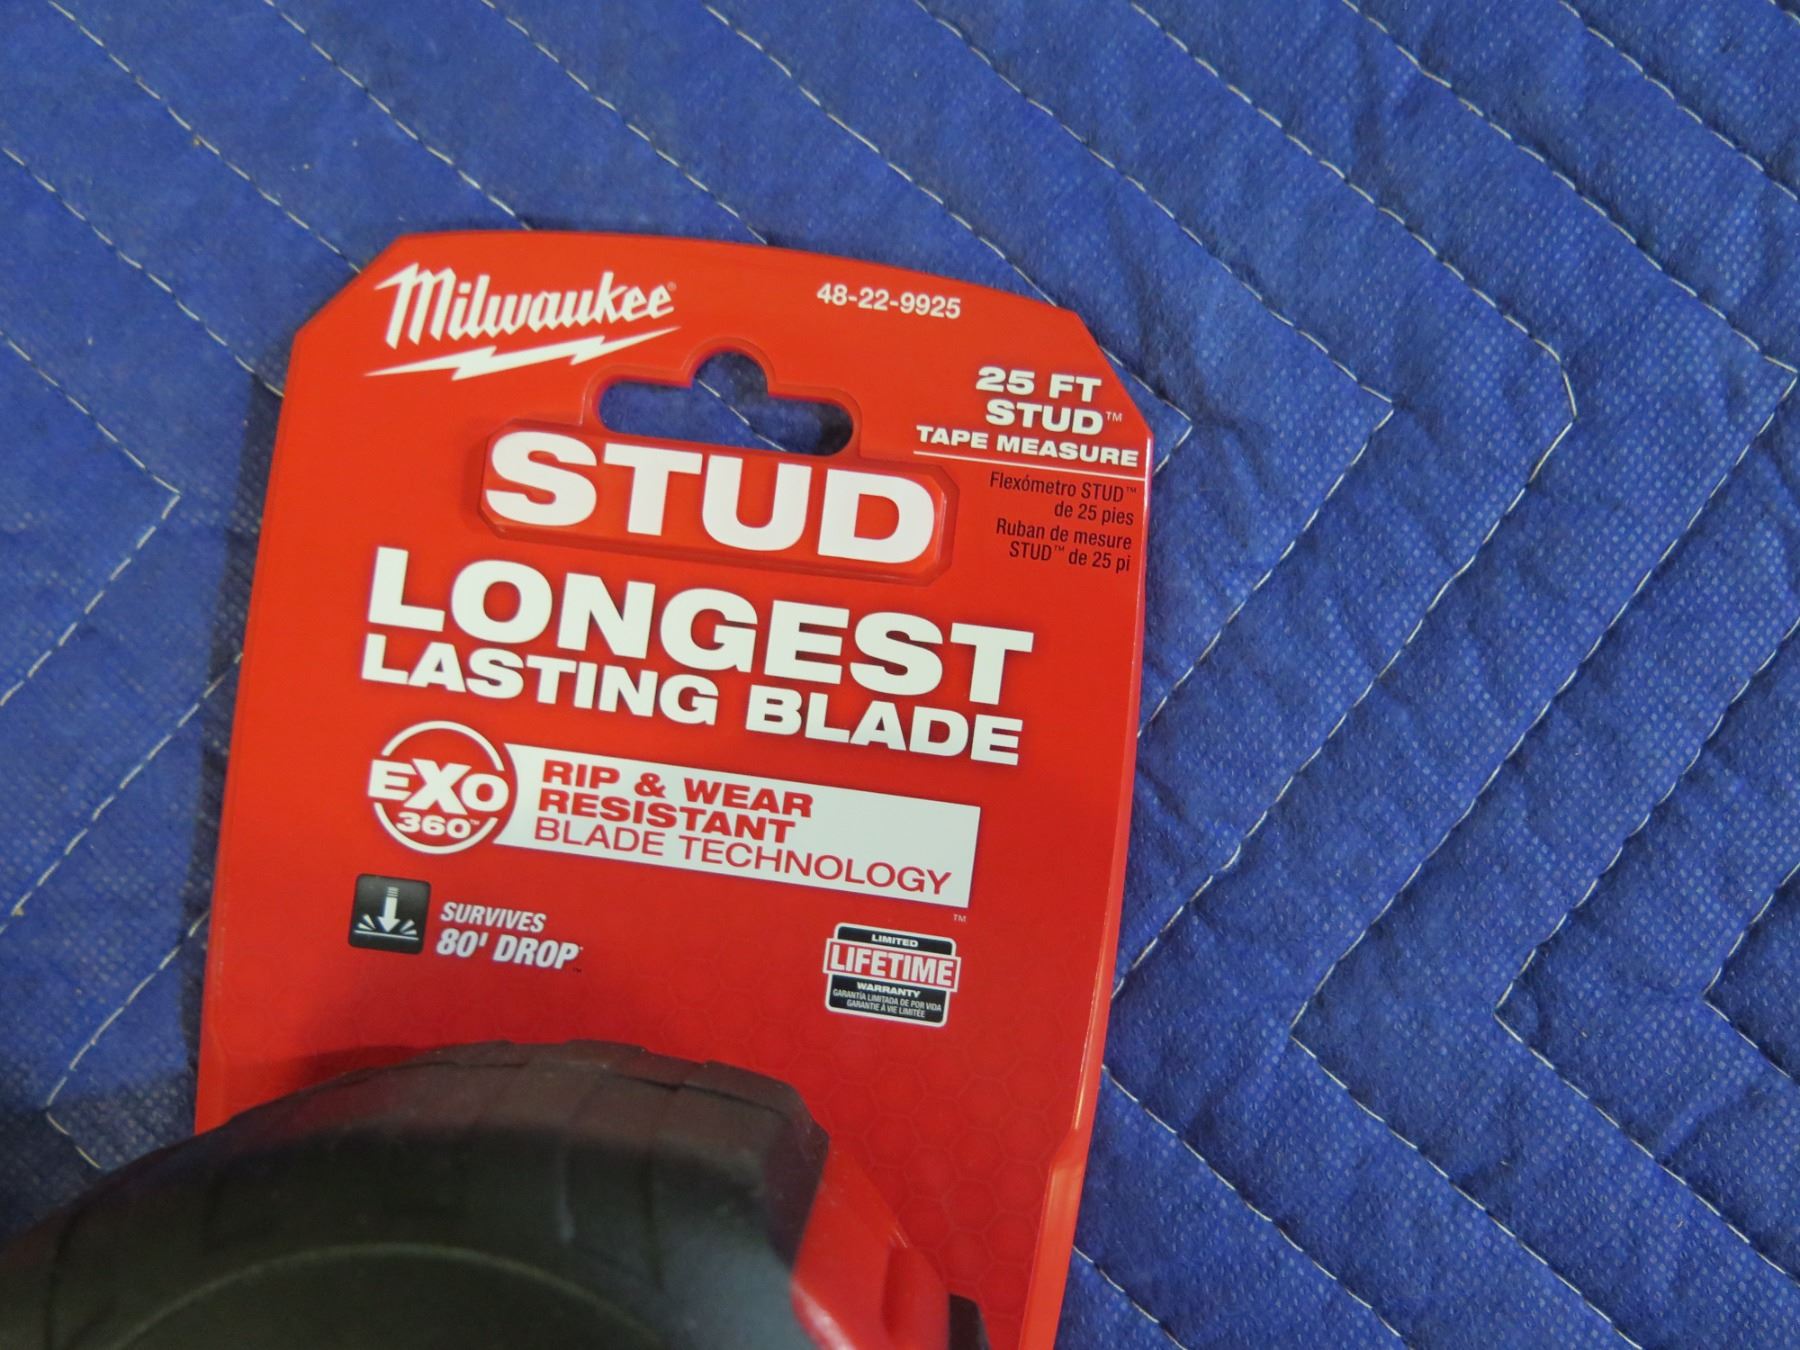 Milwaukee®
48-22-9925
25 FT
STUD™
TAPE MEASURE
Flexómetro STUD™
de 25 pies
Ruban de mesure
STUD™ de 25 pi
STUD
LONGEST
LASTING BLADE
EXO
360™
RIP & WEAR
RESISTANT
BLADE TECHNOLOGY
™
SURVIVES
80' DROP™
LIMITED
LIFETIME
WARRANTY
GARANTÍA LIMITADA DE POR VIDA
GARANTIE À VIE LIMITÉE